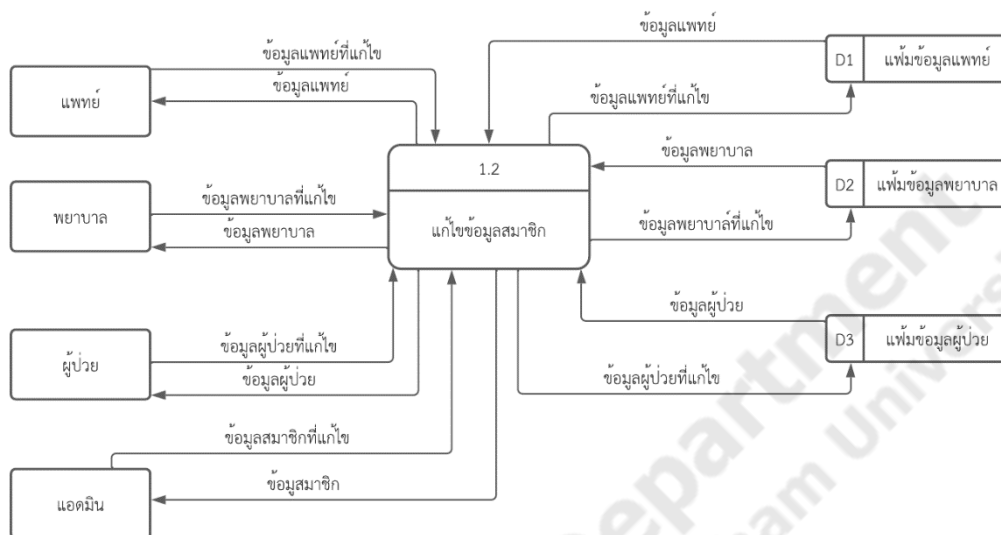 ข้อมูลแพทย์
ข้อมูลแพทย์ที่แก้ไข
D1 แฟ้มข้อมูลแพทย์
แพทย์
ข้อมูลแพทย์
ข้อมูลแพทย์ที่แก้ไข
1.2
ข้อมูลพยาบาล
D2 แฟ้มข้อมูลพยาบาล
พยาบาล
ข้อมูลพยาบาลที่แก้ไข
แก้ไขข้อมูลสมาชิก
ข้อมูลพยาบาล์ที่แก้ไข
ข้อมูลพยาบาล
ข้อมูลผู้ป่วย
D3 แฟ้มข้อมูลผู้ป่วย
ผู้ป่วย
ข้อมูลผู้ป่วยที่แก้ไข
ข้อมูลผู้ป่วย
ข้อมูลผู้ป่วยที่แก้ไข
ข้อมูลสมาชิกที่แก้ไข
แอดมิน
ข้อมูสมาชิก